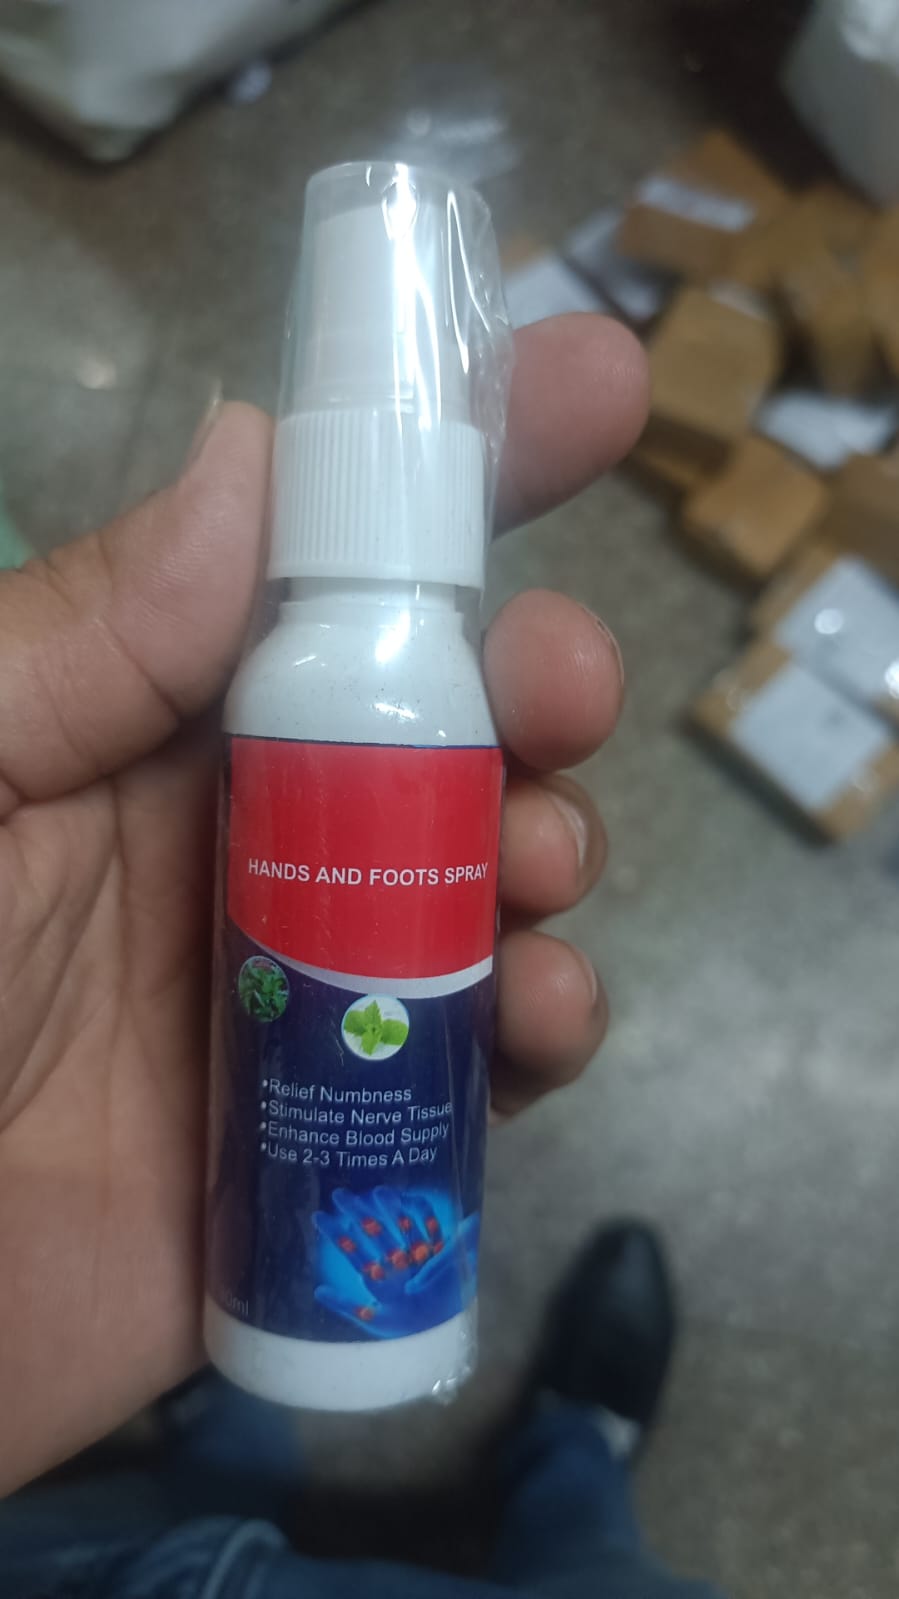 HANDS AND FOOTS SPRAY
•Relief Numbness
•Stimulate Nerve Tissue
•Enhance Blood Supply
•Use 2-3 Times A Day